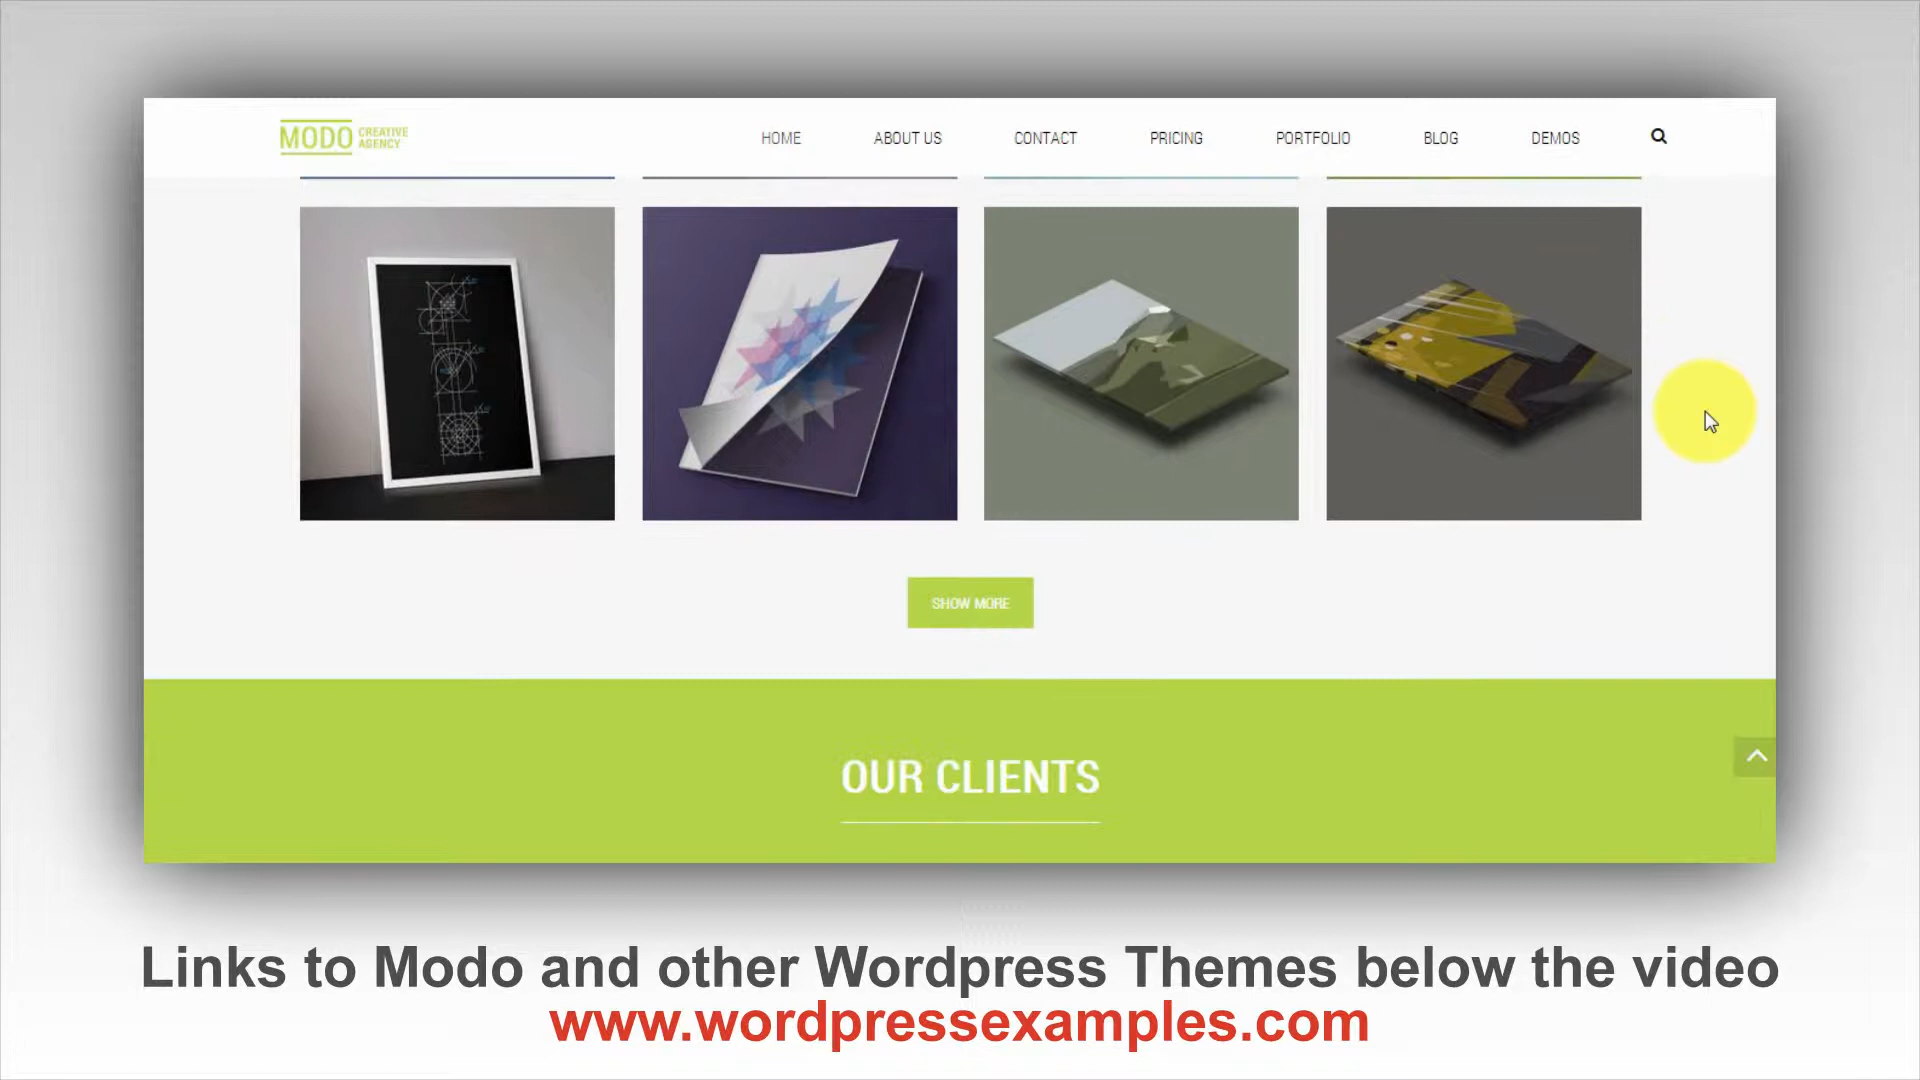 MODO CREATIVE AGENCY
HOME ABOUT US CONTACT PRICING PORTFOLIO BLOG DEMOS
SHOW MORE
OUR CLIENTS
Links to Modo and other Wordpress Themes below the video
www.wordpressexamples.com